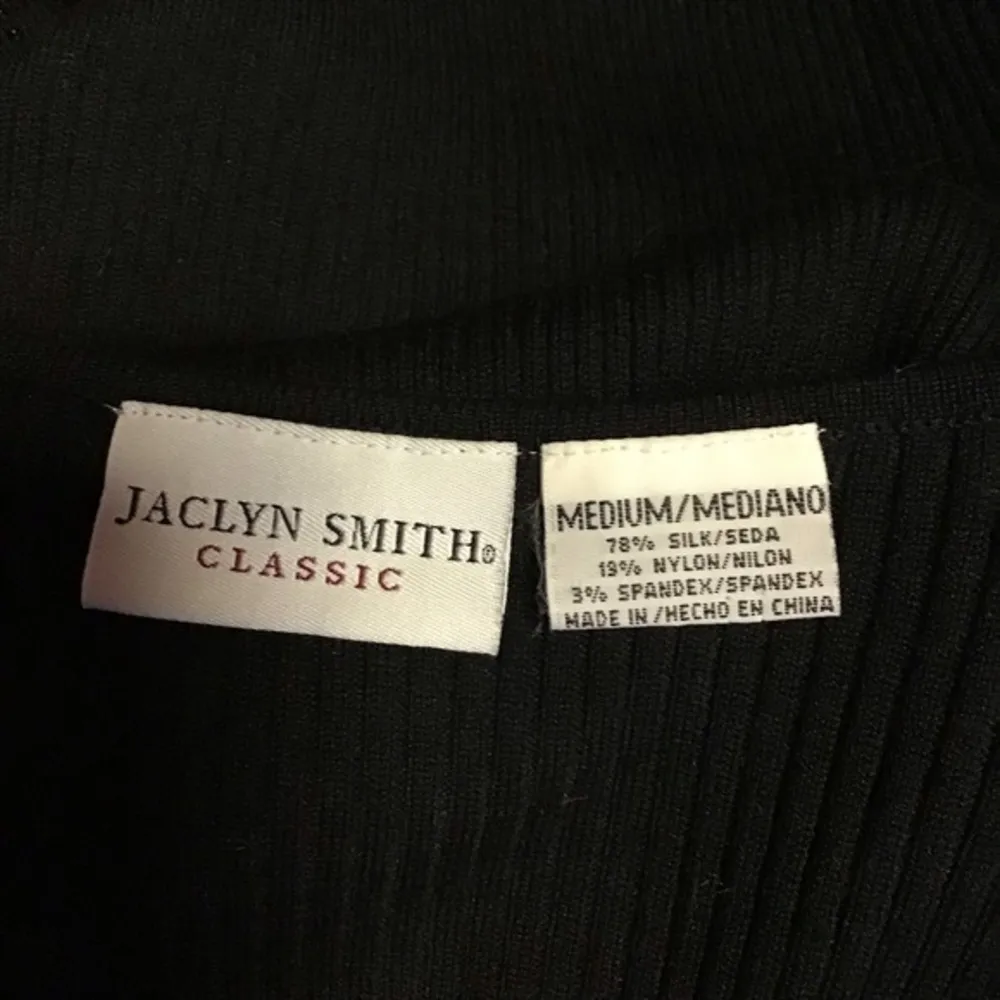 JACLYN SMITH®
CLASSIC
MEDIUM/MEDIANO
78% SILK/SEDA
19% NYLON/NILON
3% SPANDEX/SPANDEX
MADE IN/HECHO EN CHINA